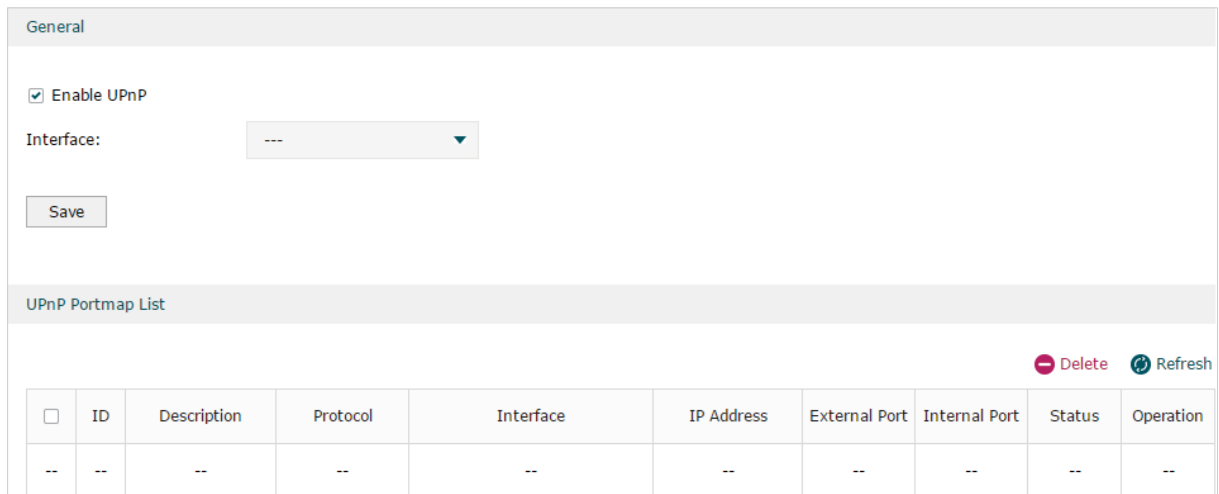 General
Enable UPnP
Interface: ---
Save
UPnP Portmap List
Delete Refresh
ID Description Protocol Interface IP Address External Port Internal Port Status Operation
-- -- -- -- -- -- -- -- -- --